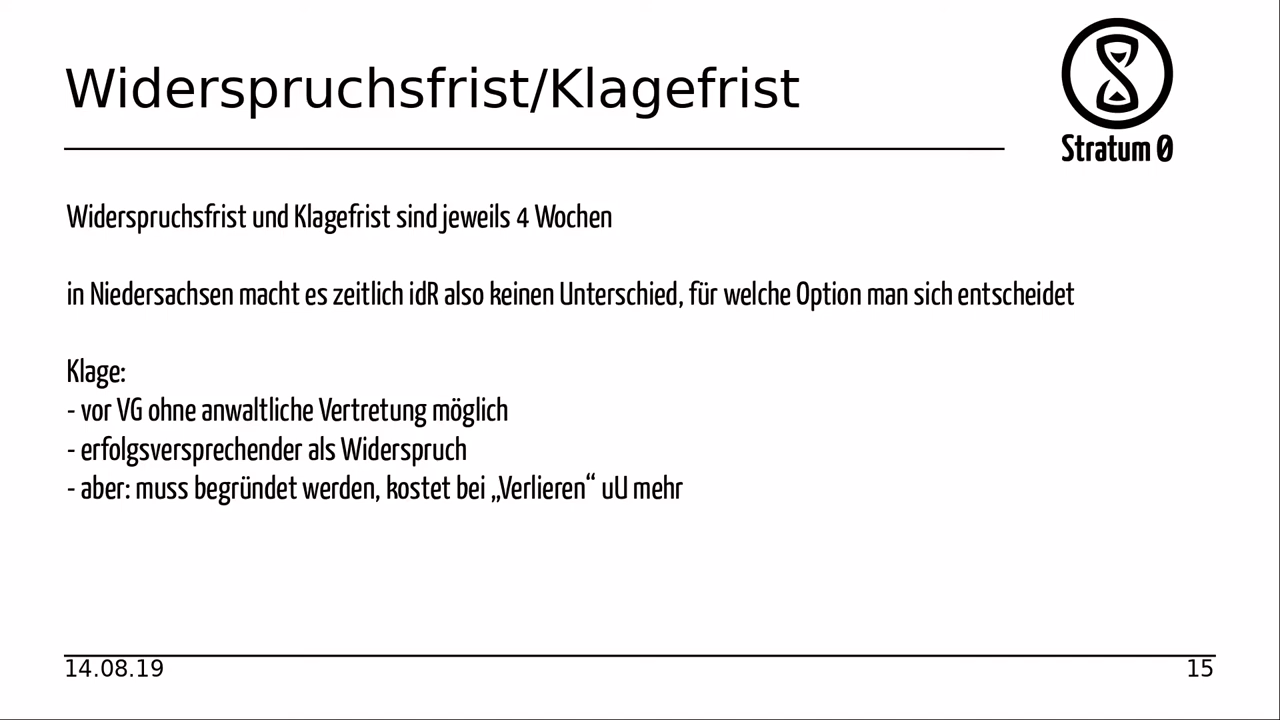 Widerspruchsfrist/Klagefrist
Stratum 0
Widerspruchsfrist und Klagefrist sind jeweils 4 Wochen
in Niedersachsen macht es zeitlich idR also keinen Unterschied, für welche Option man sich entscheidet
Klage:
- vor VG ohne anwaltliche Vertretung möglich
- erfolgsversprechender als Widerspruch
- aber: muss begründet werden, kostet bei „Verlieren“ uU mehr
14.08.19
15